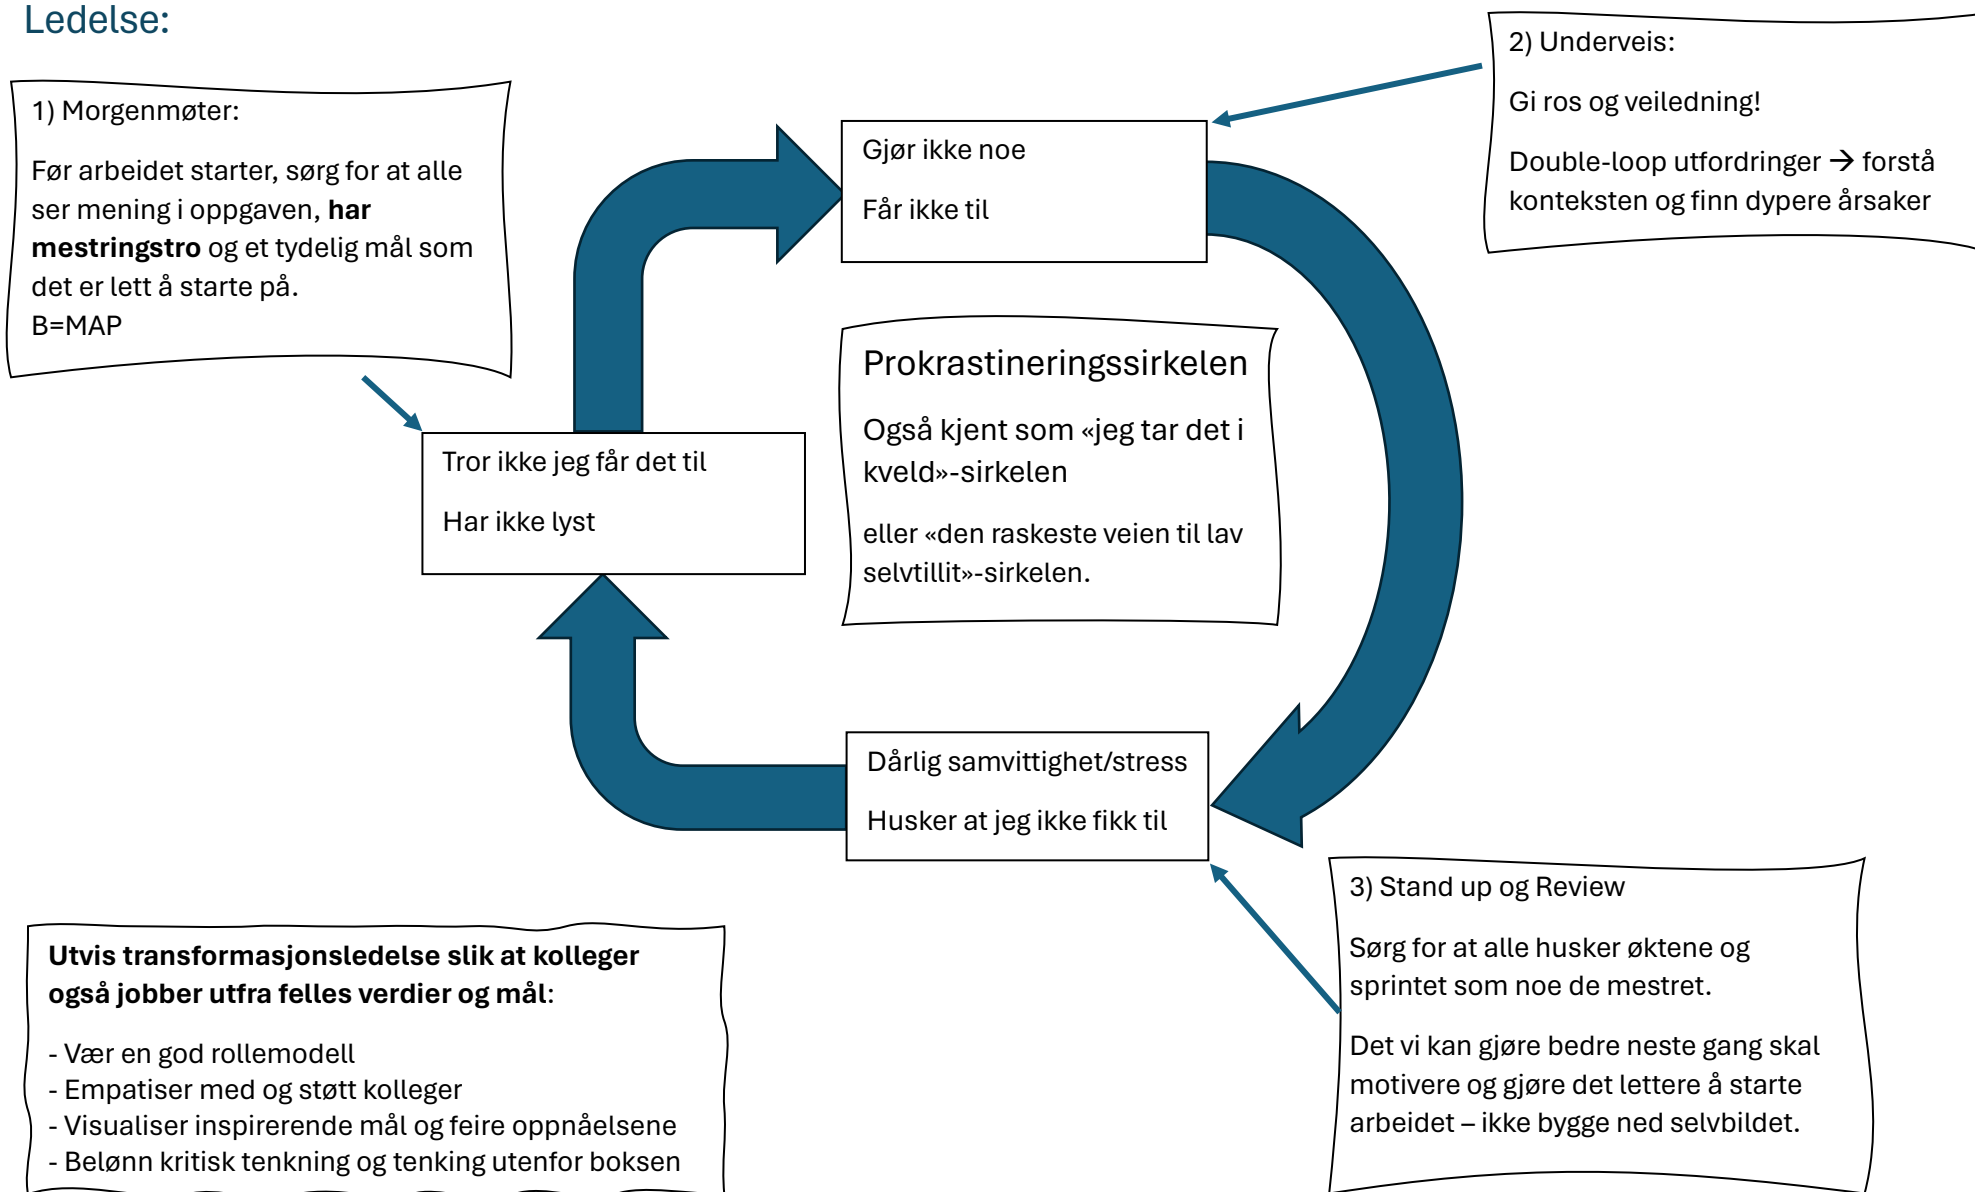 Ledelse:
1) Morgenmøter:
Før arbeidet starter, sørg for at alle
ser mening i oppgaven, har
mestringstro og et tydelig mål som
det er lett å starte på.
B=MAP
2) Underveis:
Gi ros og veiledning!
Double-loop utfordringer → forstå
konteksten og finn dypere årsaker
Gjør ikke noe
Får ikke til
Prokrastineringssirkelen
Også kjent som «jeg tar det i
kveld»-sirkelen
eller «den raskeste veien til lav
selvtillit»-sirkelen.
Tror ikke jeg får det til
Har ikke lyst
Dårlig samvittighet/stress
Husker at jeg ikke fikk til
3) Stand up og Review
Sørg for at alle husker øktene og
sprintet som noe de mestret.
Det vi kan gjøre bedre neste gang skal
motivere og gjøre det lettere å starte
arbeidet – ikke bygge ned selvbildet.
Utvis transformasjonsledelse slik at kolleger
også jobber utfra felles verdier og mål:
- Vær en god rollemodell
- Empatiser med og støtt kolleger
- Visualiser inspirerende mål og feire oppnåelsene
- Belønn kritisk tenkning og tenking utenfor boksen